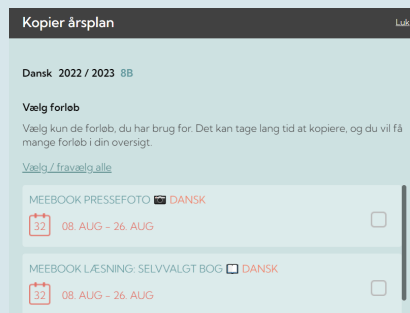 Kopier årsplan
Luk
Dansk 2022 / 2023 8B
Vælg forløb
Vælg kun de forløb, du har brug for. Det kan tage lang tid at kopiere, og du vil få
mange forløb i din oversigt.
Vælg / fravælg alle
MEEBOOK PRESSEFOTO 📷 DANSK
32 08. AUG - 26. AUG
MEEBOOK LÆSNING: SELVVALGT BOG 📖 DANSK
32 08. AUG - 26. AUG